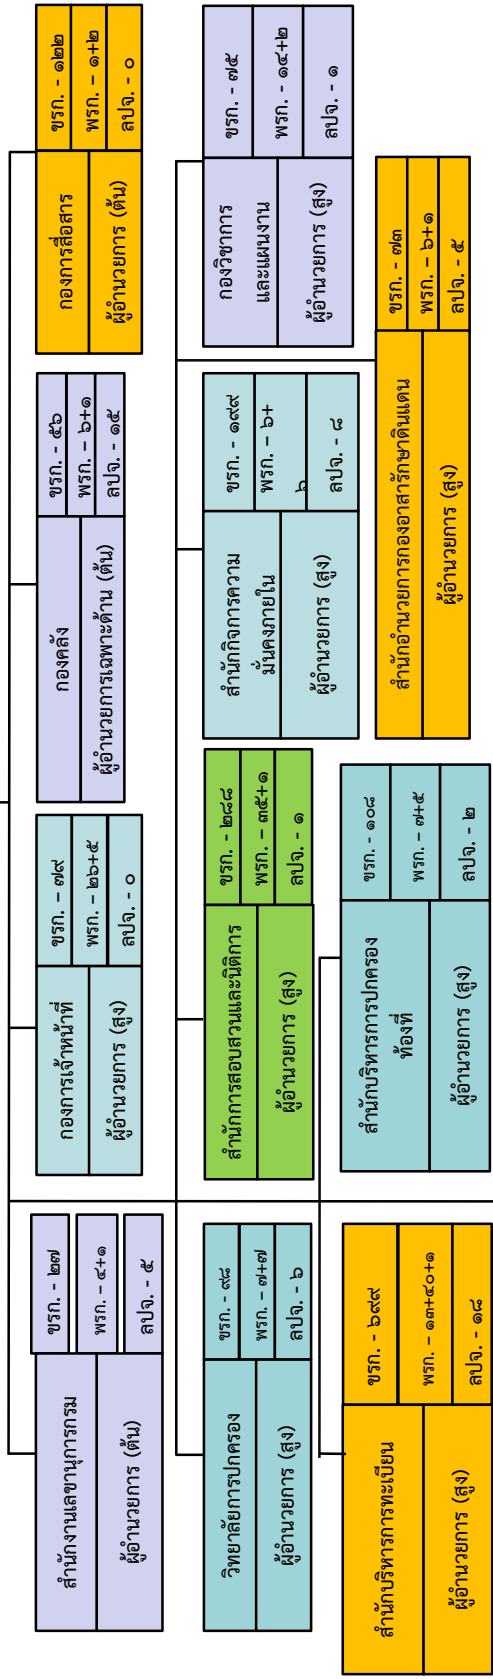 สำนักงานเลขานุการกรม
ผู้อำนวยการ (ต้น)
ขรก. - ๒๗
พรก. – ๔+๑
ลปจ. - ๕
กองการเจ้าหน้าที่
ผู้อำนวยการ (สูง)
ขรก. – ๗๙
พรก. – ๒๖+๕
ลปจ. - ๐
กองคลัง
ผู้อำนวยการเฉพาะด้าน (ต้น)
ขรก. - ๕๖
พรก. – ๖+๑
ลปจ. - ๑๕
กองการสื่อสาร
ผู้อำนวยการ (ต้น)
ขรก. - ๑๒๒
พรก. – ๑+๒
ลปจ. - ๐
วิทยาลัยการปกครอง
ผู้อำนวยการ (สูง)
ขรก. - ๙๘
พรก. – ๗+๗
ลปจ. - ๖
สำนักการสอบสวนและนิติการ
ผู้อำนวยการ (สูง)
ขรก. - ๒๘๘
พรก. – ๓๕+๑
ลปจ. - ๑
สำนักกิจการความ
มั่นคงภายใน
ผู้อำนวยการ (สูง)
ขรก. - ๑๙๙
พรก. – ๖+
๖
ลปจ. - ๘
กองวิชาการ
และแผนงาน
ผู้อำนวยการ (สูง)
ขรก. - ๗๕
พรก. – ๑๔+๒
ลปจ. - ๑
สำนักบริหารการทะเบียน
ผู้อำนวยการ (สูง)
ขรก. - ๖๙๙
พรก. – ๑๓+๔๐+๑
ลปจ. - ๑๘
สำนักบริหารการปกครอง
ท้องที่
ผู้อำนวยการ (สูง)
ขรก. - ๑๐๘
พรก. – ๗+๕
ลปจ. - ๒
สำนักอำนวยการกองอาสารักษาดินแดน
ผู้อำนวยการ (สูง)
ขรก. - ๗๓
พรก. – ๖+๑
ลปจ. - ๕